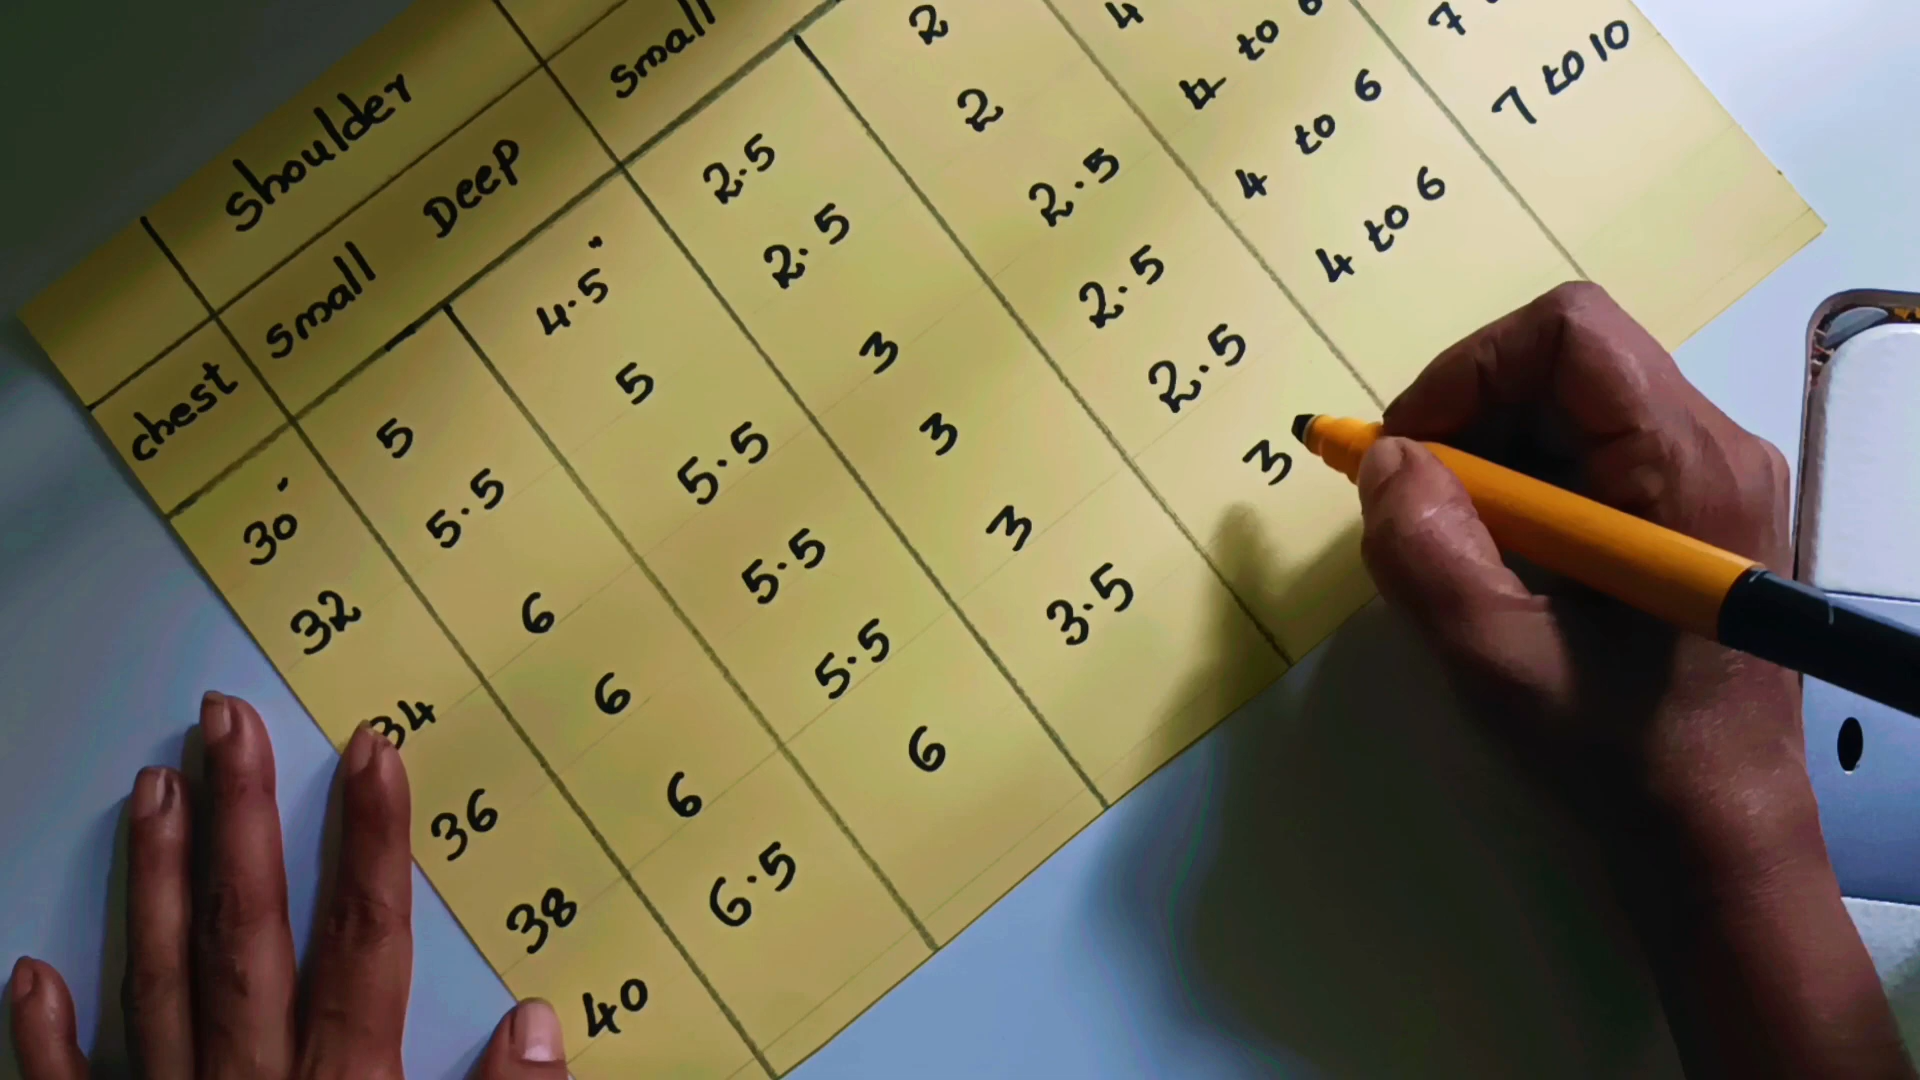 Shoulder
chest small Deep small
30" 5 4.5" 2.5 2
32 5.5 5 2.5 2 4
34 6 5.5 3 2.5 4 to 6
36 6 5.5 3 2.5 4 to 6 7
38 6 5.5 3 2.5 4 to 6 7 to 10
40 6.5 6 3.5 3